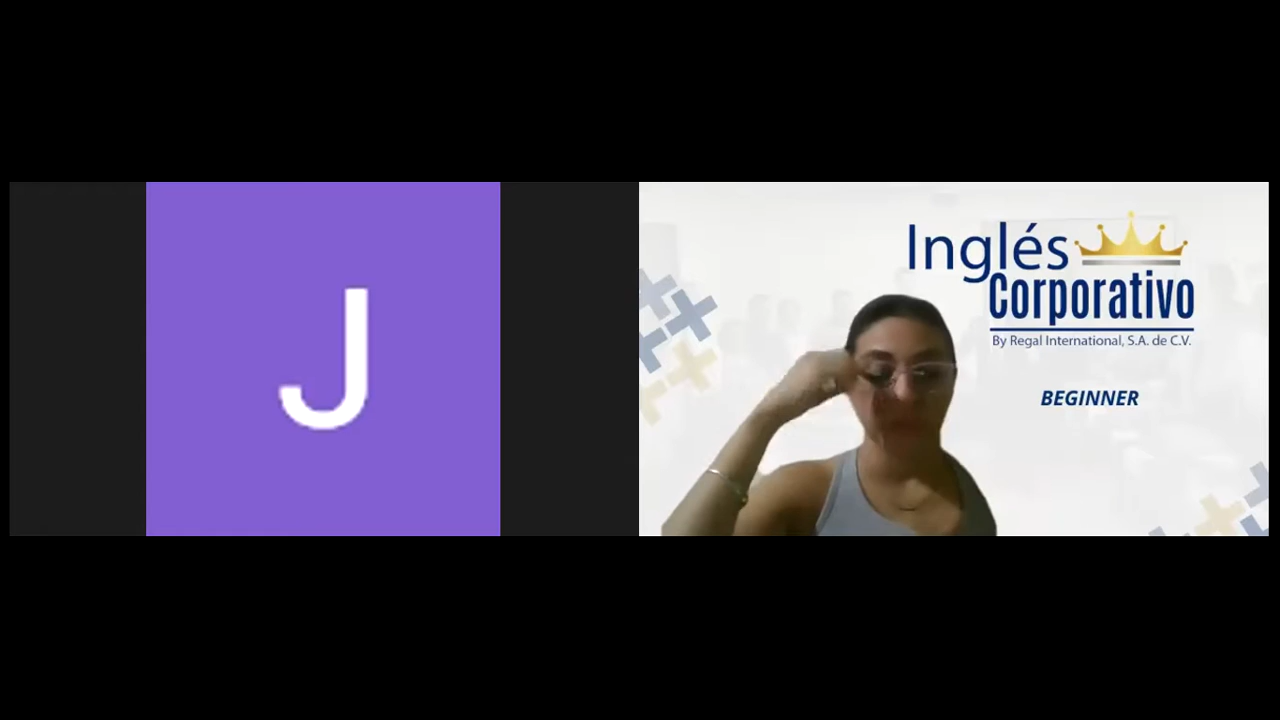 J
Inglés
Corporativo
By Regal International, S.A. de C.V.
BEGINNER